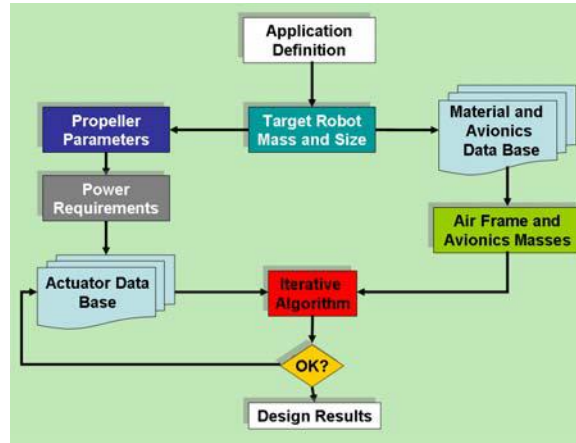 Application
Definition
Propeller
Parameters
Target Robot
Mass and Size
Material and
Avionics
Data Base
Power
Requirements
Air Frame and
Avionics Masses
Actuator Data
Base
Iterative
Algorithm
OK?
Design Results